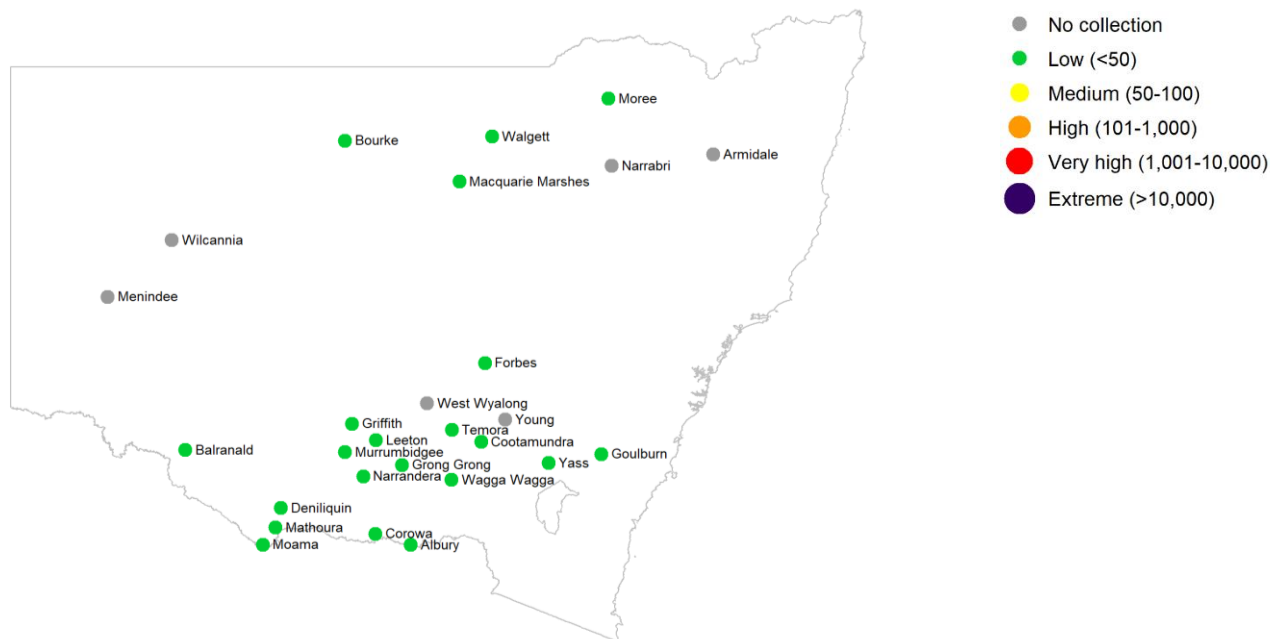 No collection
Low (<50)
Medium (50-100)
High (101-1,000)
Very high (1,001-10,000)
Extreme (>10,000)
Moree
Walgett
Bourke
Armidale
Narrabri
Macquarie Marshes
Wilcannia
Menindee
Forbes
West Wyalong
Young
Griffith
Temora
Leeton
Cootamundra
Balranald
Murrumbidgee
Goulburn
Grong Grong
Yass
Narrandera
Wagga Wagga
Deniliquin
Mathoura
Corowa
Moama
Albury